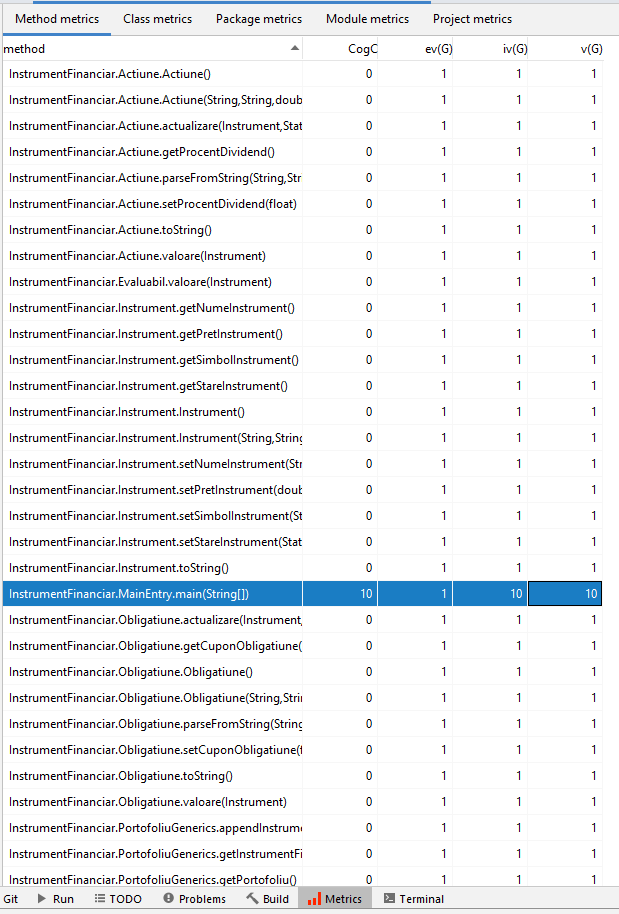 Method metrics Class metrics Package metrics Module metrics Project metrics
method CogC ev(G) iv(G) v(G)
InstrumentFinanciar.Actiune.Actiune() 0 1 1 1
InstrumentFinanciar.Actiune.Actiune(String,String,doub 0 1 1 1
InstrumentFinanciar.Actiune.actualizare(Instrument,Stat 0 1 1 1
InstrumentFinanciar.Actiune.getProcentDividend() 0 1 1 1
InstrumentFinanciar.Actiune.parseFromString(String,Str 0 1 1 1
InstrumentFinanciar.Actiune.setProcentDividend(float) 0 1 1 1
InstrumentFinanciar.Actiune.toString() 0 1 1 1
InstrumentFinanciar.Actiune.valoare(Instrument) 0 1 1 1
InstrumentFinanciar.Evaluabil.valoare(Instrument) 0 1 1 1
InstrumentFinanciar.Instrument.getNumeInstrument() 0 1 1 1
InstrumentFinanciar.Instrument.getPretInstrument() 0 1 1 1
InstrumentFinanciar.Instrument.getSimbolInstrument() 0 1 1 1
InstrumentFinanciar.Instrument.getStareInstrument() 0 1 1 1
InstrumentFinanciar.Instrument.Instrument() 0 1 1 1
InstrumentFinanciar.Instrument.Instrument(String,String 0 1 1 1
InstrumentFinanciar.Instrument.setNumeInstrument(Str 0 1 1 1
InstrumentFinanciar.Instrument.setPretInstrument(doub 0 1 1 1
InstrumentFinanciar.Instrument.setSimbolInstrument(St 0 1 1 1
InstrumentFinanciar.Instrument.setStareInstrument(Stat 0 1 1 1
InstrumentFinanciar.Instrument.toString() 0 1 1 1
InstrumentFinanciar.MainEntry.main(String[]) 10 1 10 10
InstrumentFinanciar.Obligatiune.actualizare(Instrument, 0 1 1 1
InstrumentFinanciar.Obligatiune.getCuponObligatiune( 0 1 1 1
InstrumentFinanciar.Obligatiune.Obligatiune() 0 1 1 1
InstrumentFinanciar.Obligatiune.Obligatiune(String,Strin 0 1 1 1
InstrumentFinanciar.Obligatiune.parseFromString(String 0 1 1 1
InstrumentFinanciar.Obligatiune.setCuponObligatiune(f 0 1 1 1
InstrumentFinanciar.Obligatiune.toString() 0 1 1 1
InstrumentFinanciar.Obligatiune.valoare(Instrument) 0 1 1 1
InstrumentFinanciar.PortofoliuGenerics.appendInstrume 0 1 1 1
InstrumentFinanciar.PortofoliuGenerics.getInstrumentFi 0 1 1 1
InstrumentFinanciar.PortofoliuGenerics.getPortofoliu() 0 1 1 1
Git Run TODO Problems Build Metrics Terminal